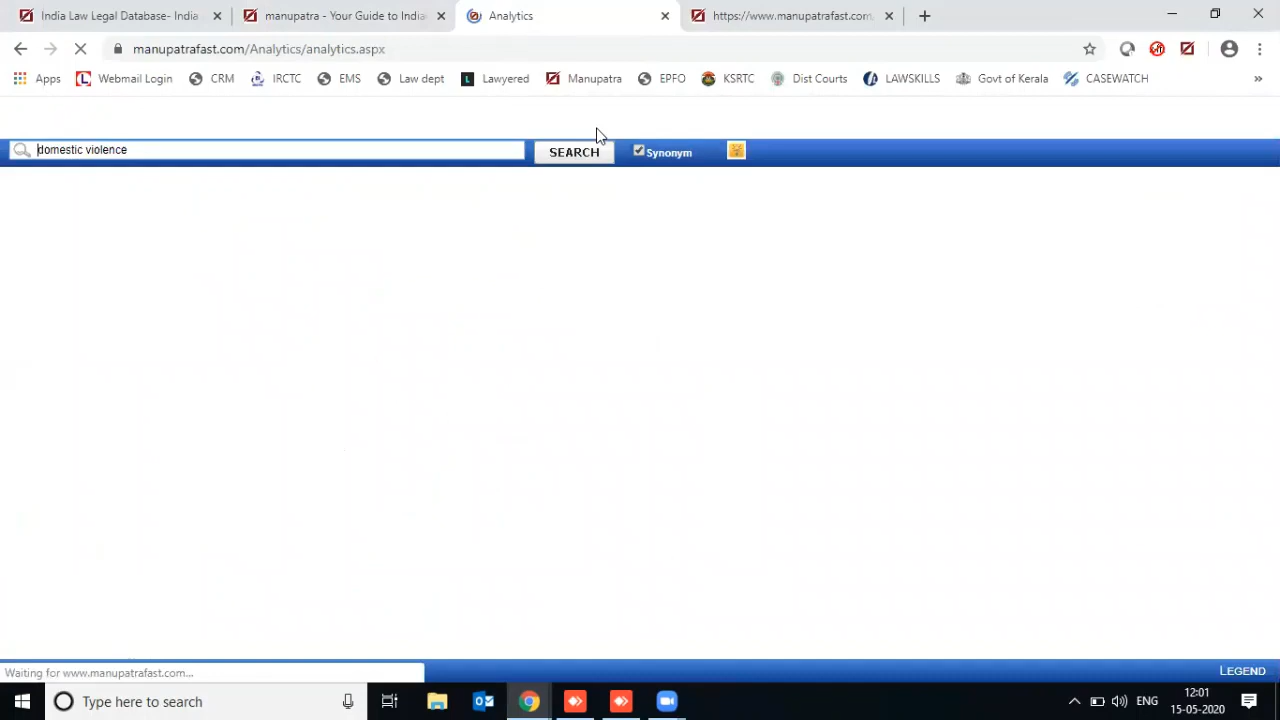 India Law Legal Database- India
manupatra - Your Guide to India
Analytics
https://www.manupatrafast.com
manupatrafast.com/Analytics/analytics.aspx
Apps
Webmail Login
CRM
IRCTC
EMS
Law dept
Lawyered
Manupatra
EPFO
KSRTC
Dist Courts
LAWSKILLS
Govt of Kerala
CASEWATCH
»
domestic violence
SEARCH
Synonym
Waiting for www.manupatrafast.com...
LEGEND
Type here to search
ENG
12:01
15-05-2020